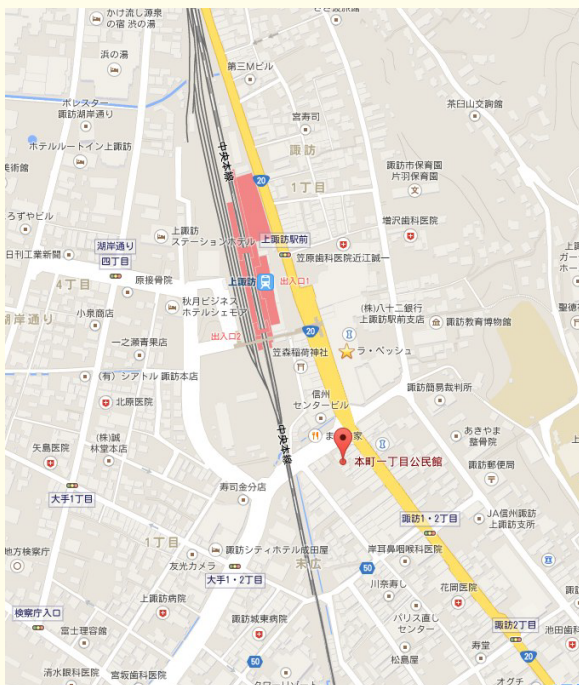 かけ流し源泉
の宿 渋の湯
浜の湯
第三Mビル
ポレスター
諏訪湖岸通り
宮寿司
茶臼山交詢館
ホテルルートイン上諏訪
諏訪
中央本線
諏訪市保育園
片羽保育園
美術館
20
1丁目
ろずやビル
上諏訪
ステーションホテル
増沢歯科医院
湖岸通り
四丁目
上諏訪駅前
日刊工業新聞
笠原歯科医院近江誠一
4丁目
原接骨院
上諏訪
出入口1
小泉商店
秋月ビジネス
ホテルシェモア
(株)八十二銀行
上諏訪駅前支店
諏訪教育博物館
湖岸通り
出入口2
20
一之瀬青果店
笠森稲荷神社
ラ・ベッシュ
(有)シアトル 諏訪本店
諏訪簡易裁判所
信州
センタービル
北原医院
あきやま
整骨院
中央本線
(株)誠
林堂本店
矢島医院
本町一丁目公民館
諏訪郵便局
大手1丁目
寿司金分店
JA信州諏訪
上諏訪支所
諏訪1・2丁目
1丁目
諏訪シティホテル成田屋
岸耳鼻咽喉科医院
地方検察庁
友光カメラ
末広
大手1・2丁目
50
川奈寿し
花岡医院
検察庁入口
上諏訪病院
諏訪城東病院
パリス直し
センター
諏訪2丁目
富士理容館
池田歯科
寿堂
清水眼科医院
宮坂歯科医院
50
松島屋
20
オグチ
タワーリゾート